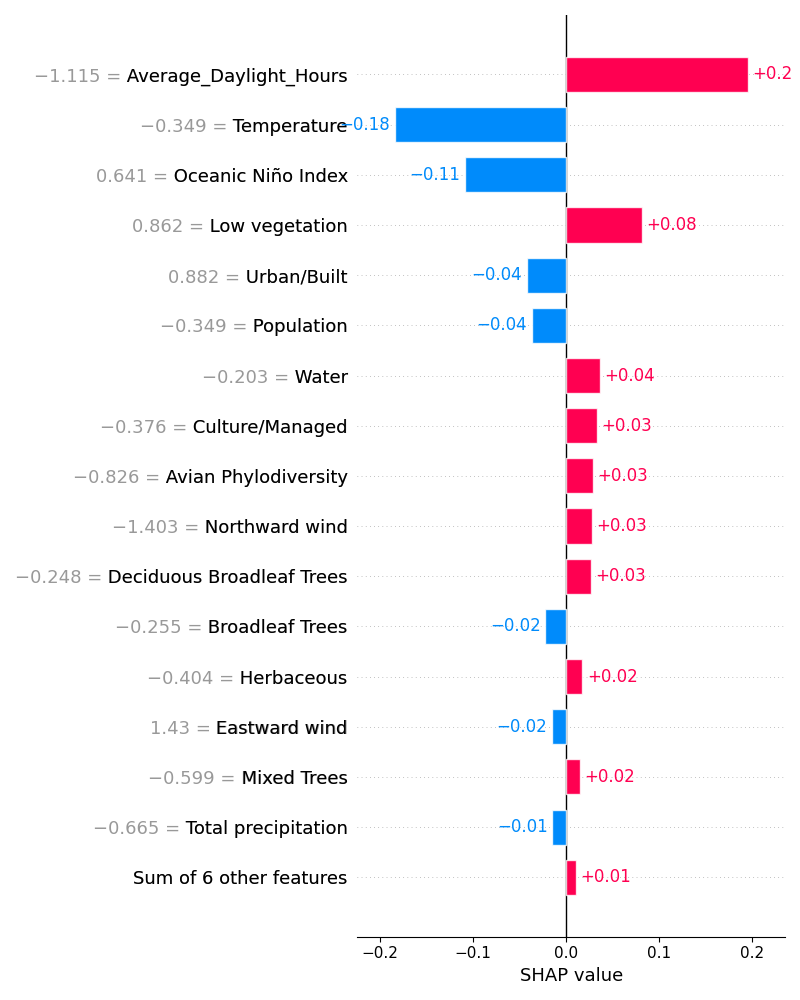 −1.115 = Average_Daylight_Hours +0.2
−0.349 = Temperature −0.18
0.641 = Oceanic Niño Index −0.11
0.862 = Low vegetation +0.08
0.882 = Urban/Built −0.04
−0.349 = Population −0.04
−0.203 = Water +0.04
−0.376 = Culture/Managed +0.03
−0.826 = Avian Phylodiversity +0.03
−1.403 = Northward wind +0.03
−0.248 = Deciduous Broadleaf Trees +0.03
−0.255 = Broadleaf Trees −0.02
−0.404 = Herbaceous +0.02
1.43 = Eastward wind −0.02
−0.599 = Mixed Trees +0.02
−0.665 = Total precipitation −0.01
Sum of 6 other features +0.01
−0.2 −0.1 0.0 0.1 0.2
SHAP value